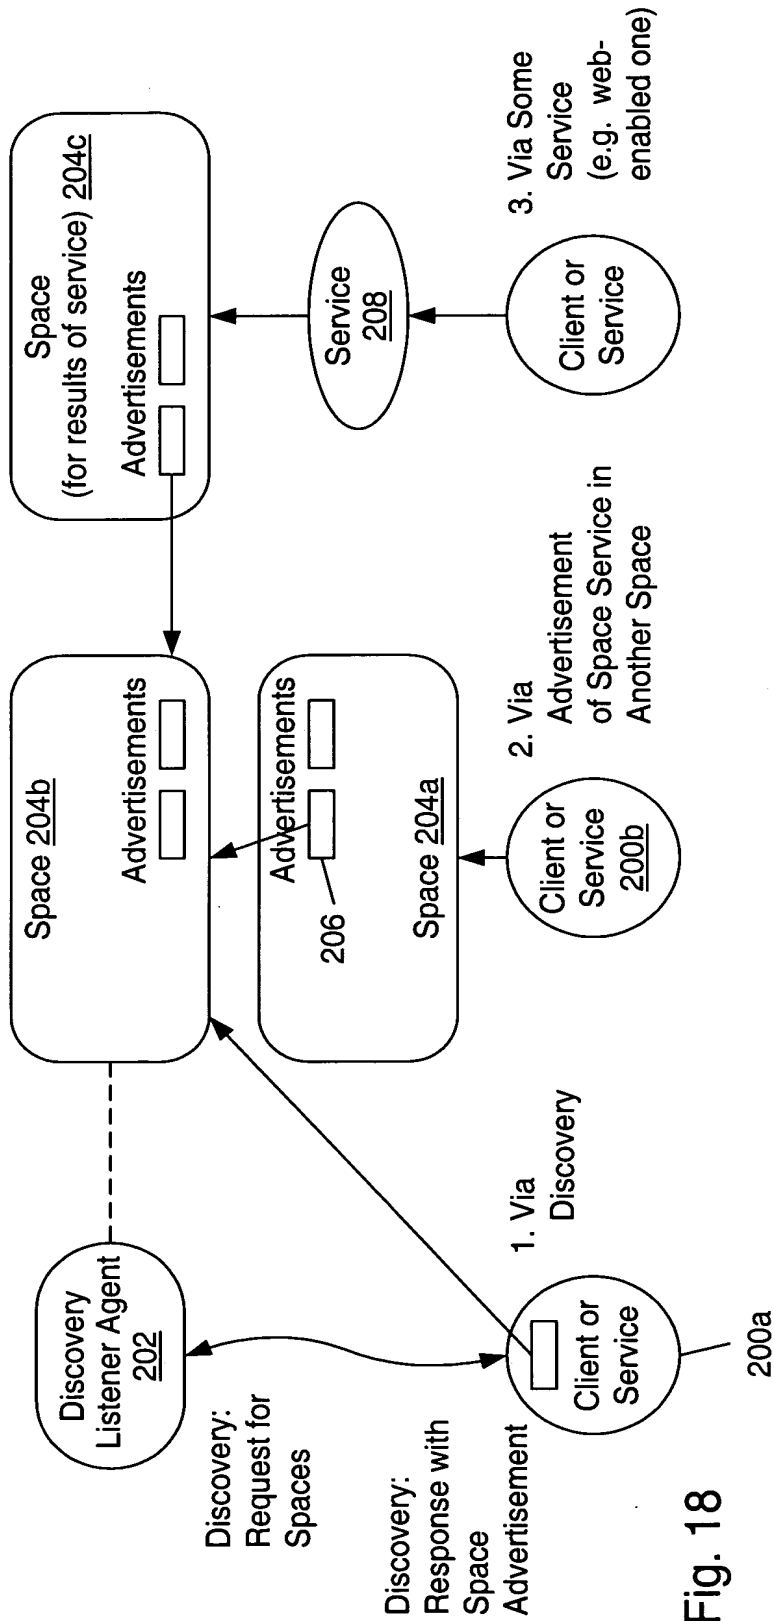 Discovery
Listener Agent
202
Discovery:
Request for
Spaces
Discovery:
Response with
Space
Advertisement
Client or
Service
200a
1. Via
Discovery
Space 204b
Advertisements
Advertisements
206
Space 204a
Client or
Service
200b
2. Via
Advertisement
of Space Service in
Another Space
Space
(for results of service) 204c
Advertisements
Service
208
Client or
Service
3. Via Some
Service
(e.g. web-
enabled one)
Fig. 18